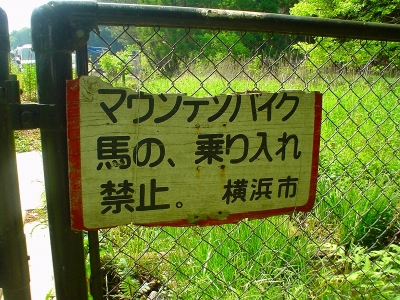 マウンテンバイク
馬の、乗り入れ
禁止。 横浜市